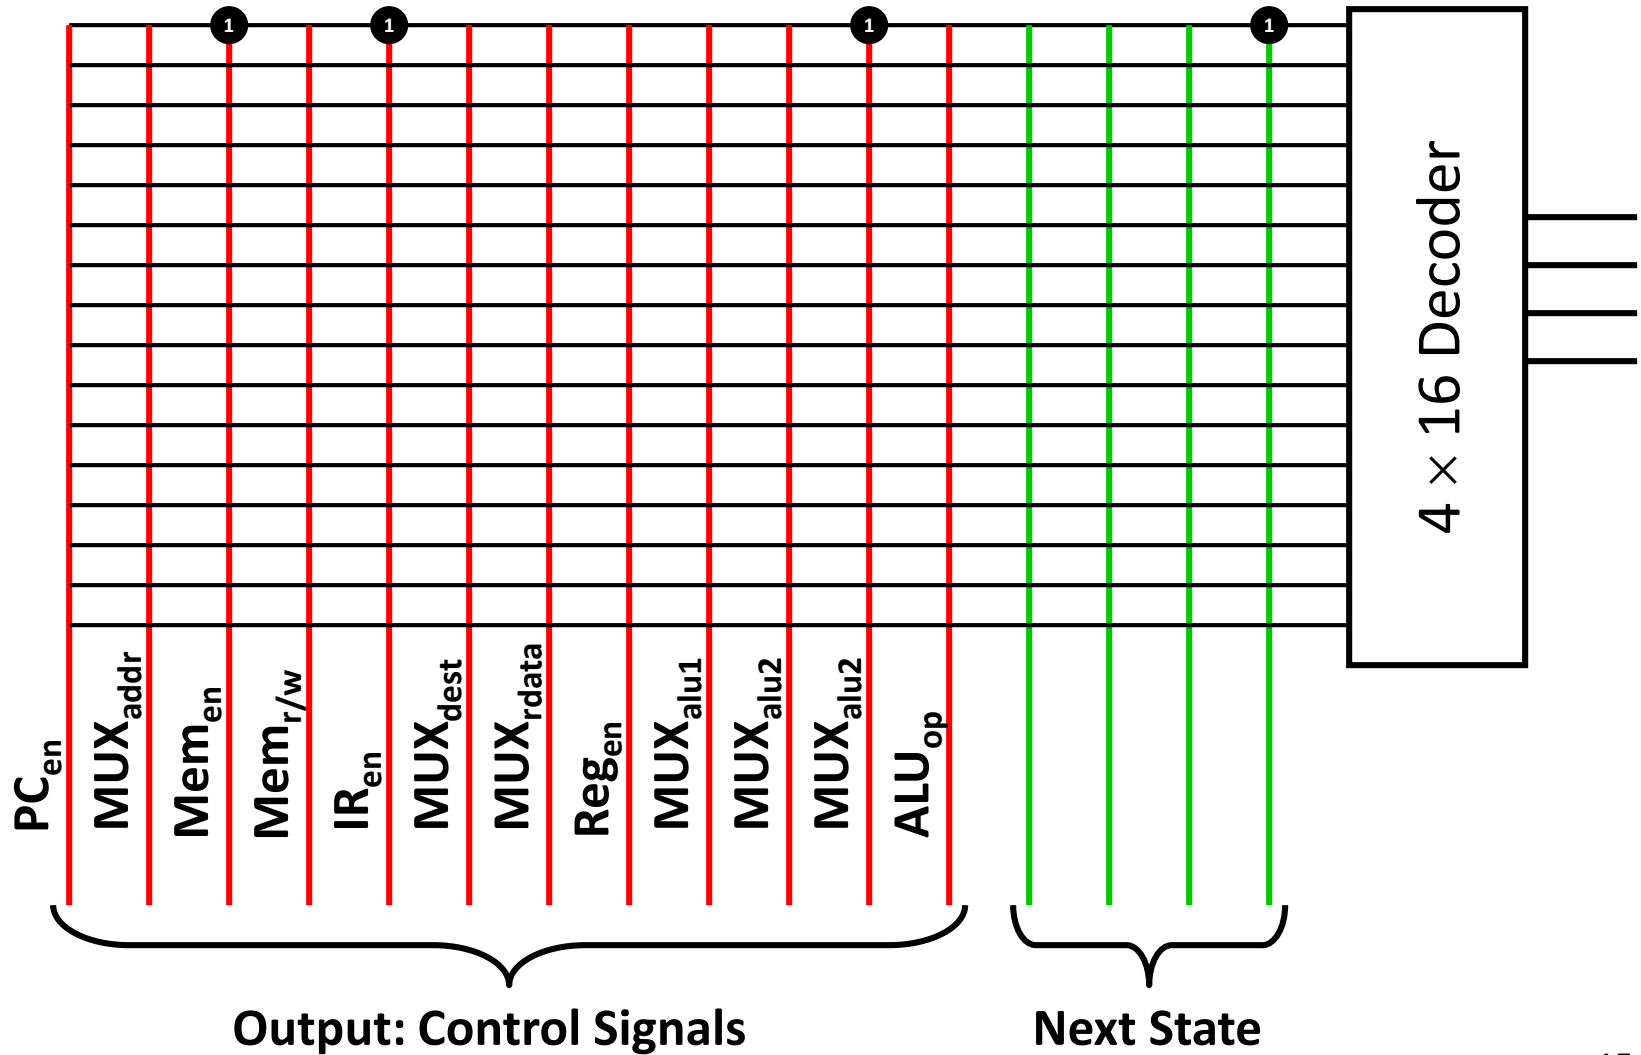 1 1 1 1
4 × 16 Decoder
PCen
MUXaddr
Memen
Memr/w
IRen
MUXdest
MUXrdata
Regen
MUXalu1
MUXalu2
MUXalu2
ALUop
Output: Control Signals
Next State